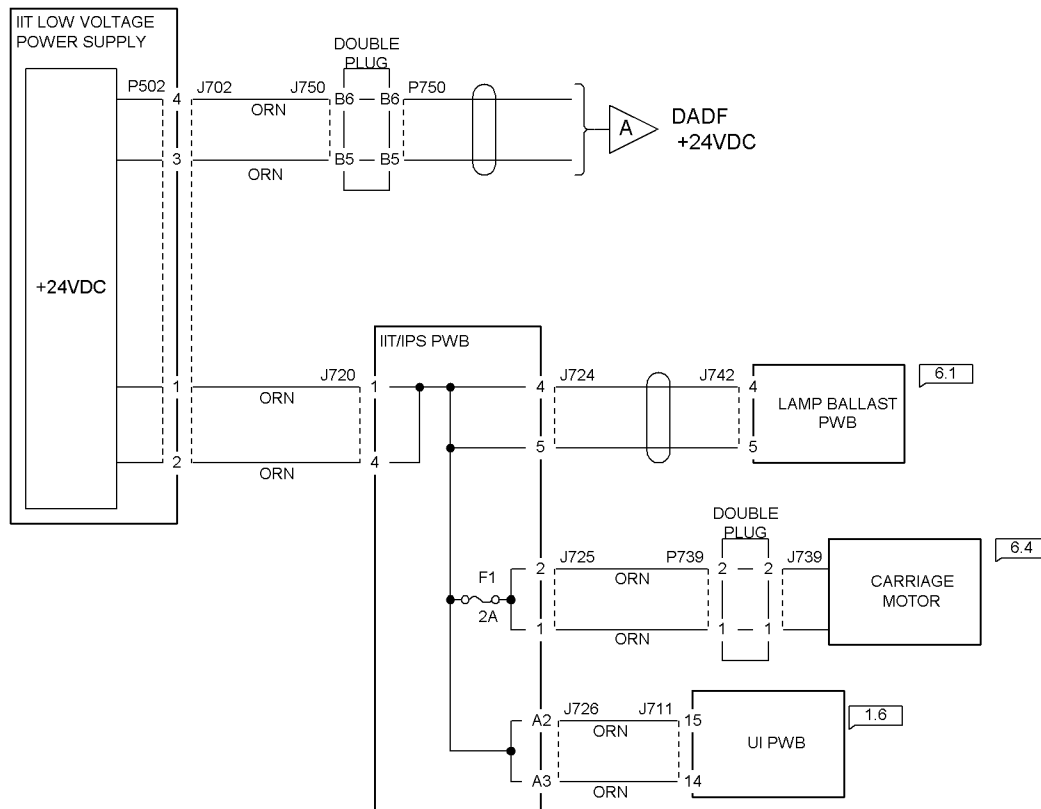 IIT LOW VOLTAGE
POWER SUPPLY
DOUBLE
PLUG
P502 J702 J750 P750
4 ORN B6 B6
3 ORN B5 B5
A
DADF
+24VDC
+24VDC
IIT/IPS PWB
1 ORN J720 1
2 ORN 4
4 J724 J742 4
5 5
LAMP BALLAST
PWB
6.1
DOUBLE
PLUG
J725 P739 J739
F1
2A
2 ORN 2 2
1 ORN 1 1
CARRIAGE
MOTOR
6.4
J726 J711
A2 ORN 15
A3 ORN 14
UI PWB
1.6